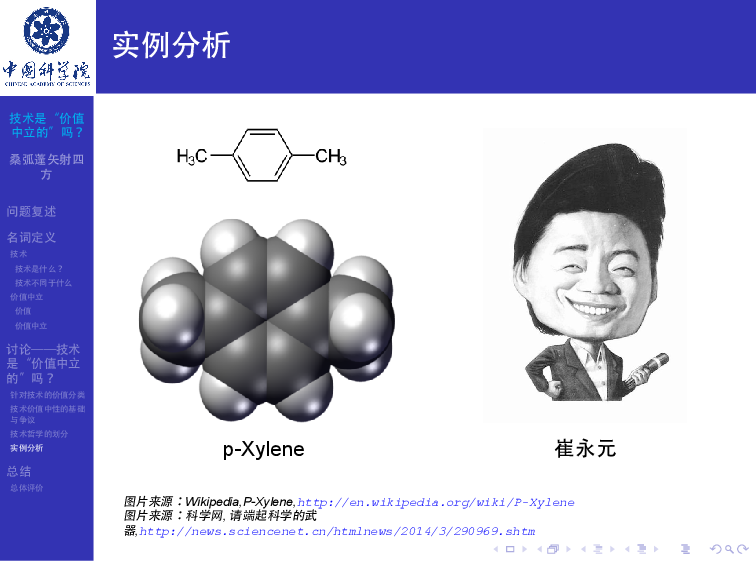 实例分析
中国科学院
CHINESE ACADEMY OF SCIENCES
技术是“价值
中立的”吗？
桑弧蓬矢射四
方
问题复述
名词定义
技术
技术是什么？
技术不同于什么
价值中立
价值
价值中立
讨论——技术
是“价值中立
的”吗？
针对技术的价值分类
技术价值中性的基础
与争议
技术哲学的划分
实例分析
总结
总体评价
H3C CH3
p-Xylene
崔永元
图片来源：Wikipedia,P-Xylene,http://en.wikipedia.org/wiki/P-Xylene
图片来源：科学网, 请端起科学的武
器,http://news.sciencenet.cn/htmlnews/2014/3/290969.shtm